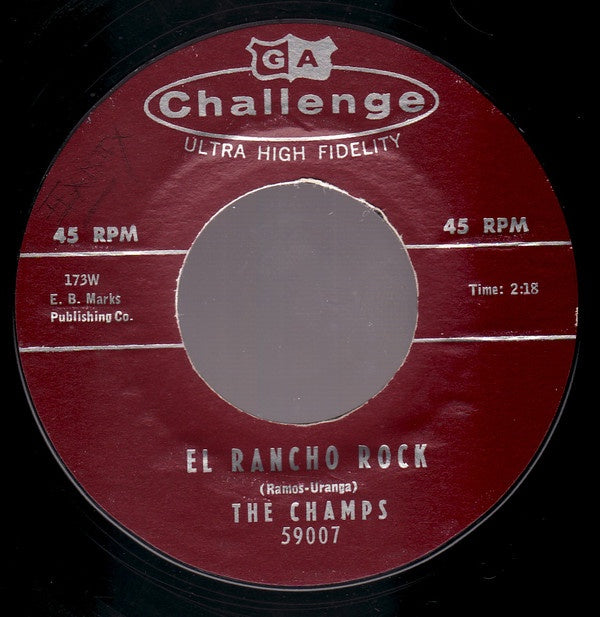 GA
Challenge
ULTRA HIGH FIDELITY
45 RPM
45 RPM
173W
E. B. Marks
Publishing Co.
Time: 2:18
EL RANCHO ROCK
(Ramos-Uranga)
THE CHAMPS
59007